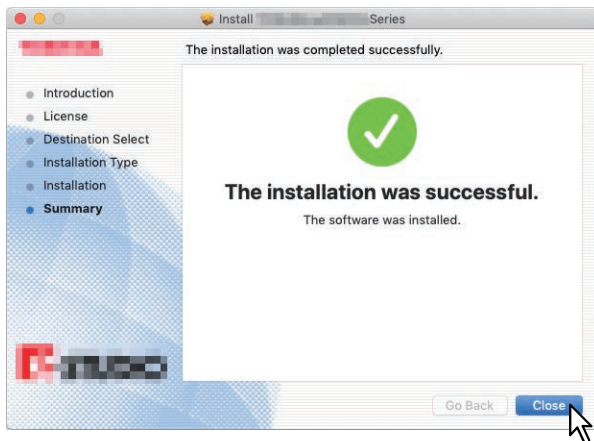 Install Series
The installation was completed successfully.
Introduction
License
Destination Select
Installation Type
Installation
Summary
The installation was successful.
The software was installed.
Go Back
Close